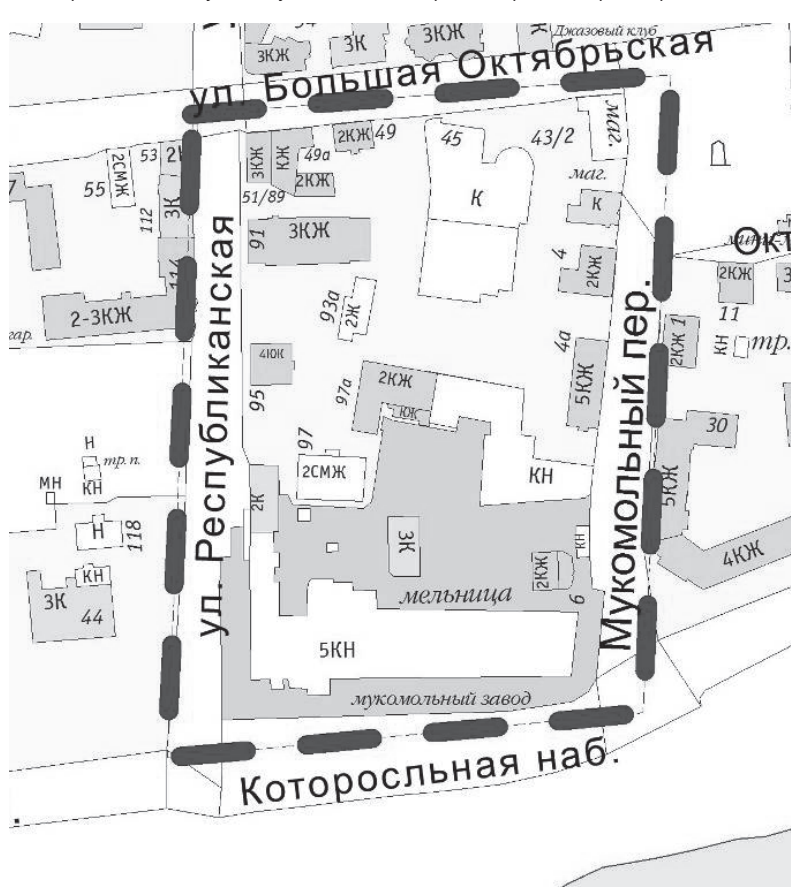 3КЖ
3К
3КЖ
Джазовый клуб
ул. Большая Октябрьская
2СМЖ
53
55
112
3К
114
3КЖ
КЖ
49а
2КЖ
49
2КЖ
51/89
45
К
43/2
маг.
маг.
К
91
3КЖ
93а
2Ж
4
2КЖ
4а
5КЖ
2КЖ
11
2КЖ 1
КН
тр.
2-3КЖ
гар.
ул. Республиканская
Мукомольный пер.
4КЖ
95
97а
2КЖ
КЖ
97
2СМЖ
КН
30
5КЖ
4КЖ
Н
тр. п.
КН
МН
Н
118
КН
3К
44
2К
3К
КН
2КЖ
6
мельница
5КН
мукомольный завод
Которосльная наб.